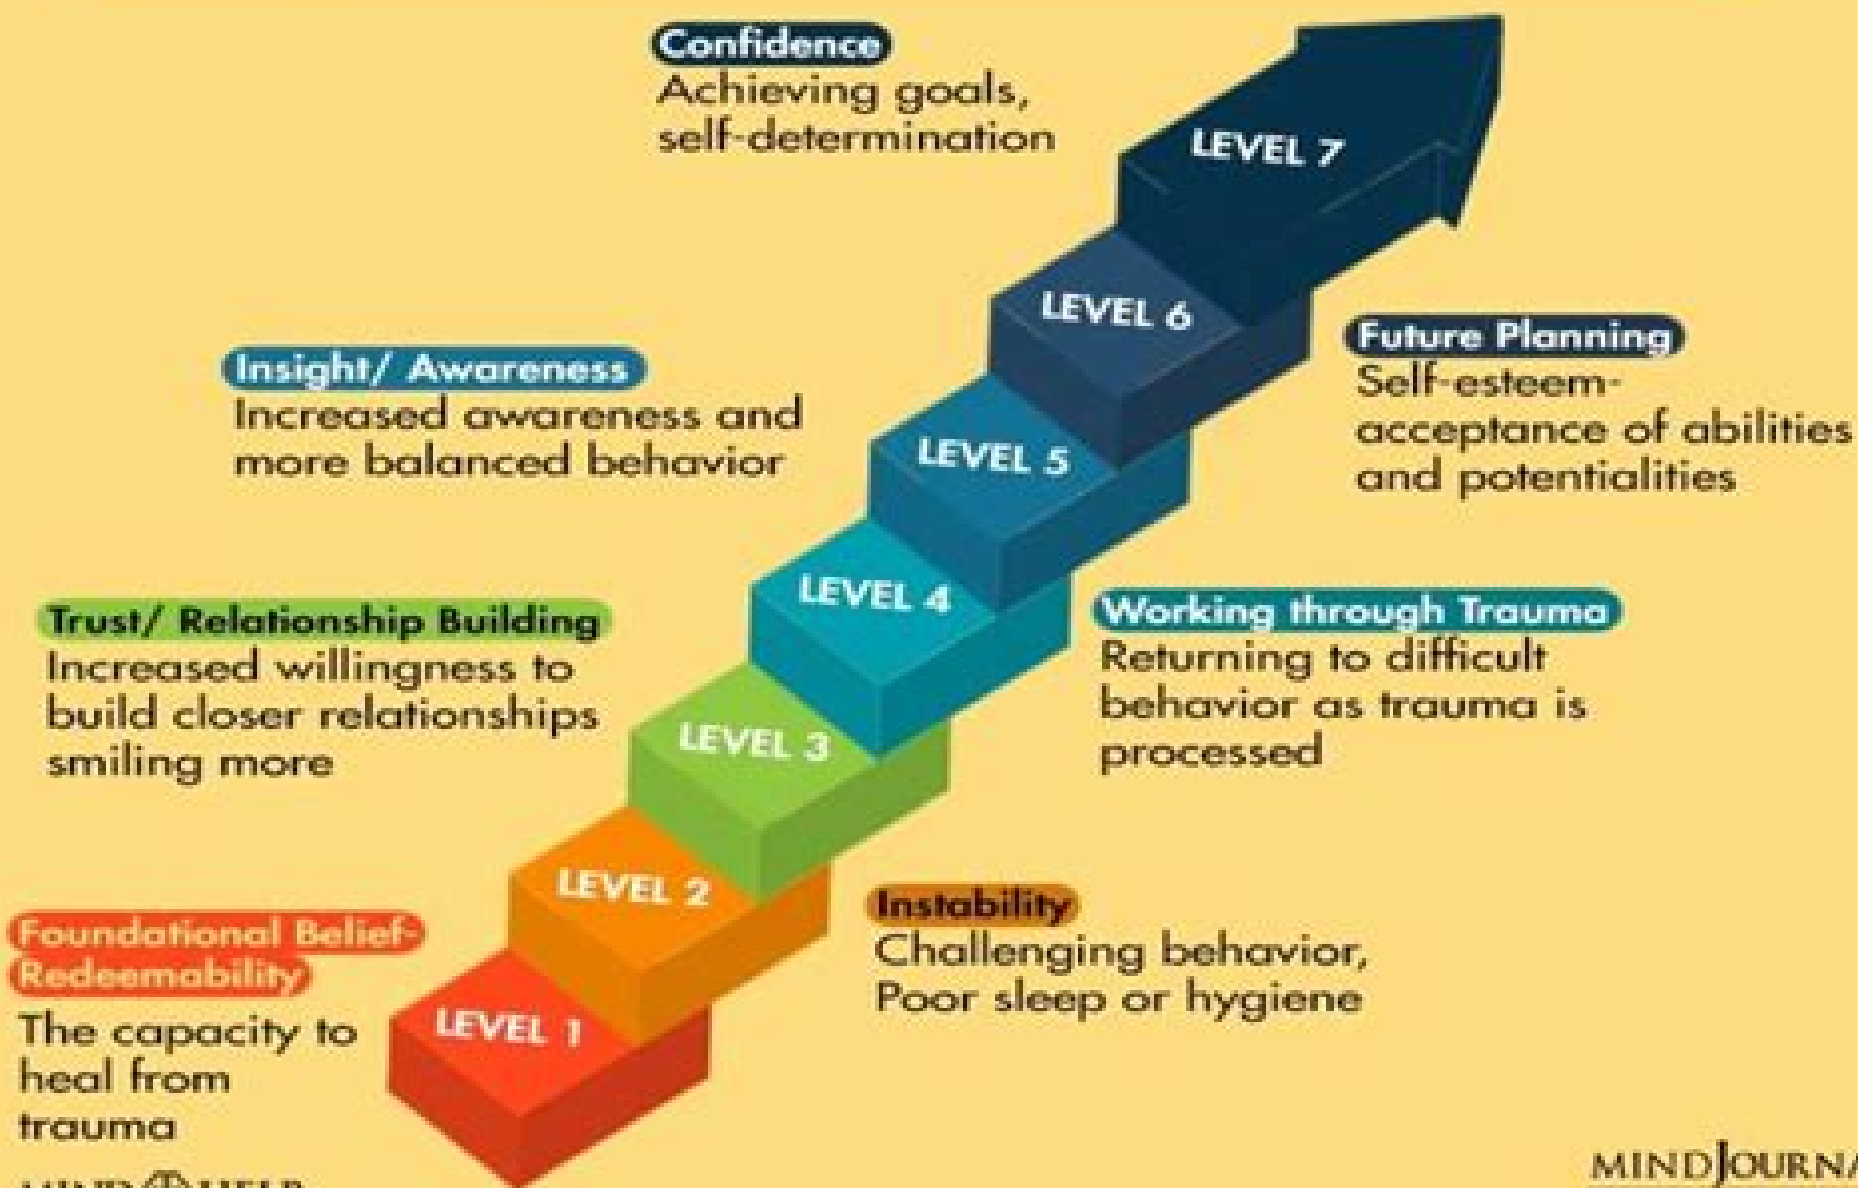 Confidence
Achieving goals,
self-determination
LEVEL 7
LEVEL 6
Future Planning
Self-esteem-
acceptance of abilities
and potentialities
Insight/ Awareness
Increased awareness and
more balanced behavior
LEVEL 5
LEVEL 4
Working through Trauma
Returning to difficult
behavior as trauma is
processed
Trust/ Relationship Building
Increased willingness to
build closer relationships
smiling more
LEVEL 3
LEVEL 2
Instability
Challenging behavior,
Poor sleep or hygiene
Foundational Belief-
Redeemability
The capacity to
heal from
trauma
LEVEL 1
MINDJOURNA